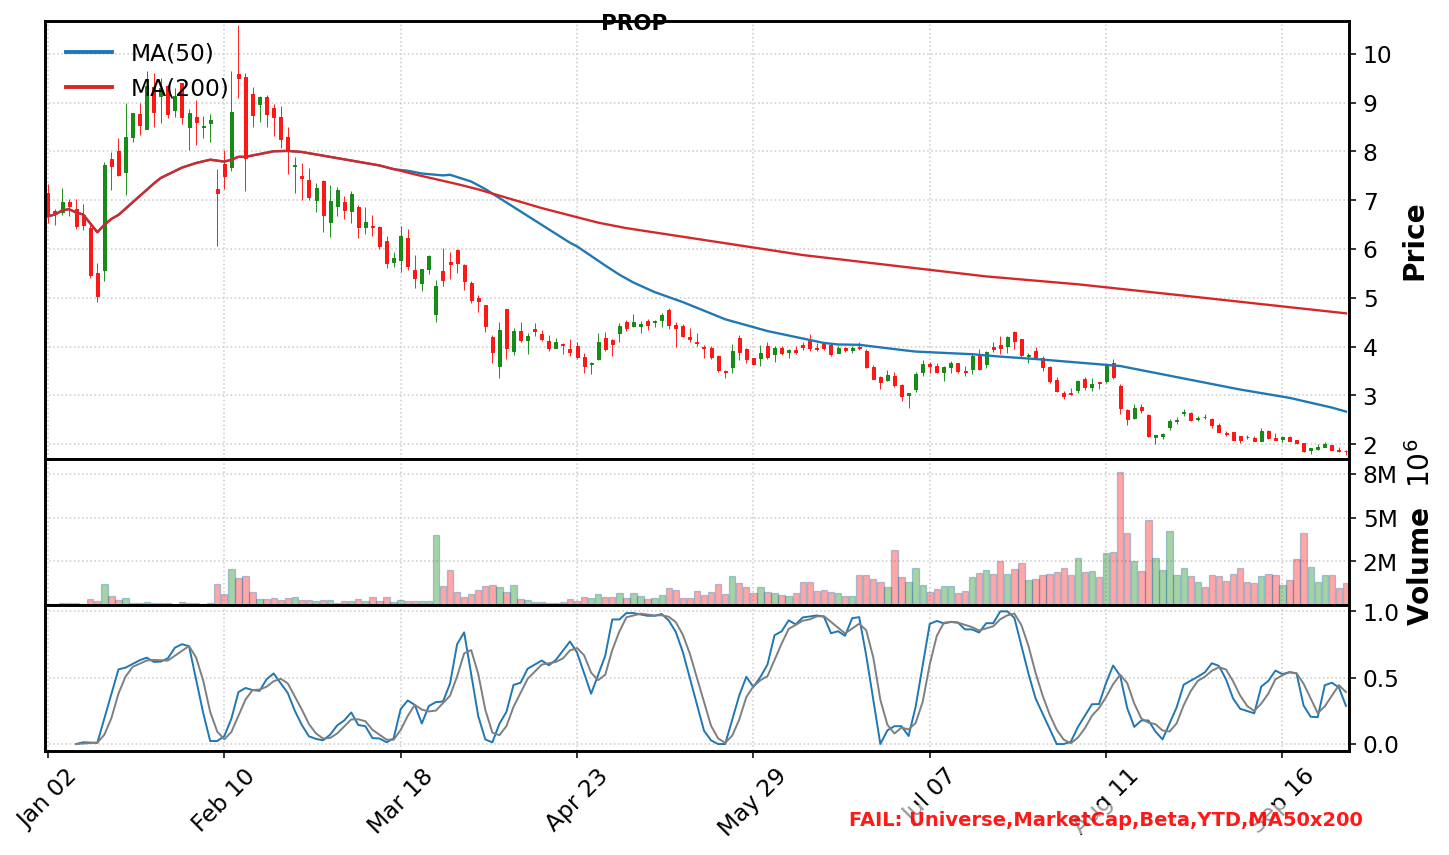 PROP
MA(50)
MA(200)
10
9
8
7
6
5
4
3
2
Price
8M
5M
2M
Volume 10^6
1.0
0.5
0.0
Jan 02
Feb 10
Mar 18
Apr 23
May 29
Jul 07
Aug 11
Sep 16
FAIL: Universe,MarketCap,Beta,YTD,MA50x200